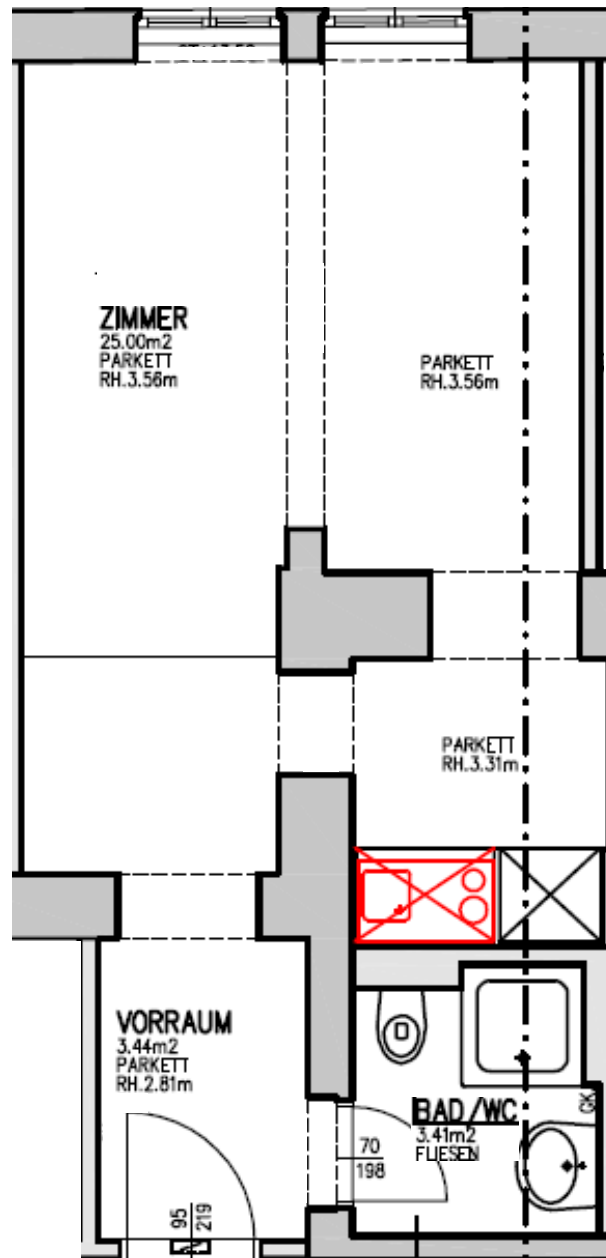 ZIMMER
25.00m2
PARKETT
RH.3.56m
PARKETT
RH.3.56m
PARKETT
RH.3.31m
VORRAUM
3.44m2
PARKETT
RH.2.81m
BAD/WC
3.41m2
FLIESEN
GK
70
198
95
219